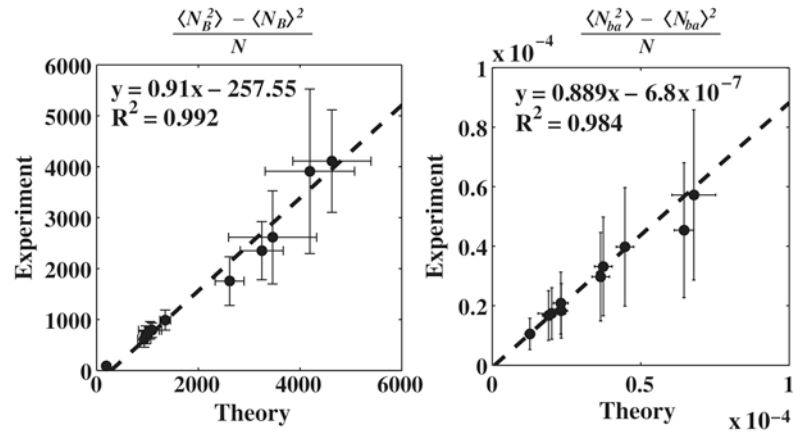 ⟨N_B^2⟩ − ⟨N_B⟩^2
N
6000
5000
4000
3000
2000
1000
0
Experiment
y = 0.91x − 257.55
R^2 = 0.992
0 2000 4000 6000
Theory
⟨N_ba^2⟩ − ⟨N_ba⟩^2
N
x 10^-4
1
0.8
0.6
0.4
0.2
0
Experiment
y = 0.889x − 6.8x 10^-7
R^2 = 0.984
0 0.5 1
Theory
x 10^-4